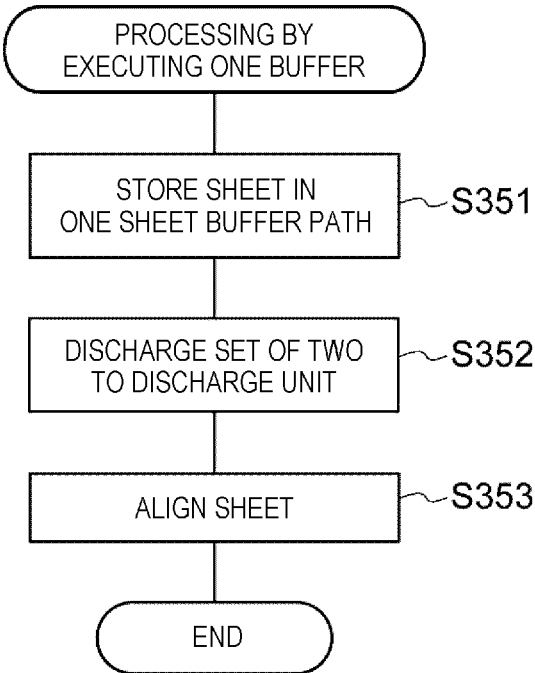 PROCESSING BY
EXECUTING ONE BUFFER
STORE SHEET IN
ONE SHEET BUFFER PATH
S351
DISCHARGE SET OF TWO
TO DISCHARGE UNIT
S352
ALIGN SHEET
S353
END